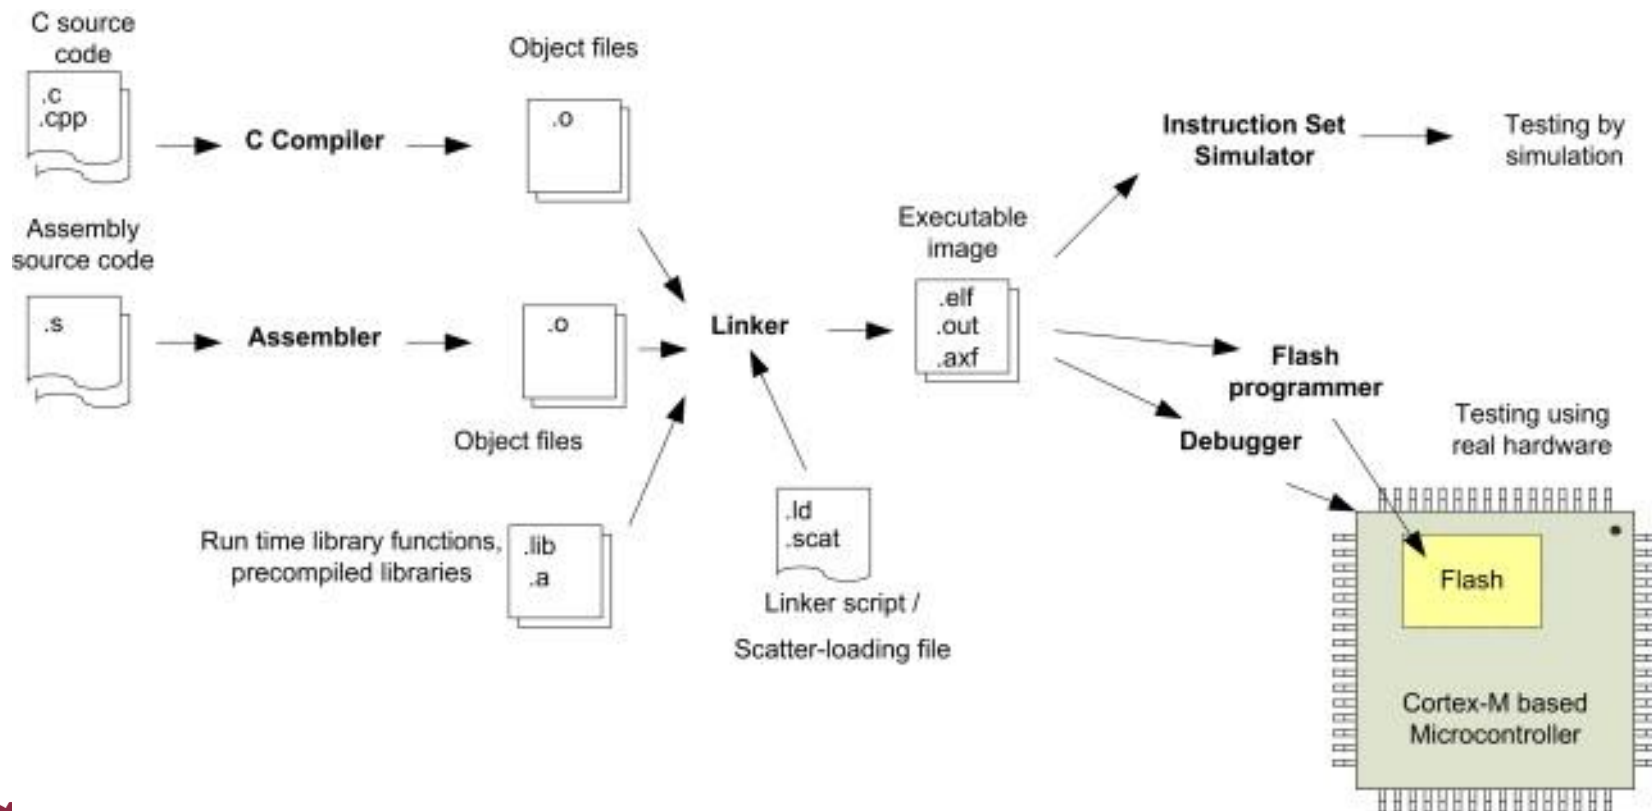 C source
code
.c
.cpp
C Compiler
Object files
.o
Assembly
source code
.s
Assembler
.o
Object files
Run time library functions,
precompiled libraries
.lib
.a
Linker
.ld
.scat
Linker script /
Scatter-loading file
Executable
image
.elf
.out
.axf
Instruction Set
Simulator
Testing by
simulation
Flash
programmer
Debugger
Testing using
real hardware
Flash
Cortex-M based
Microcontroller